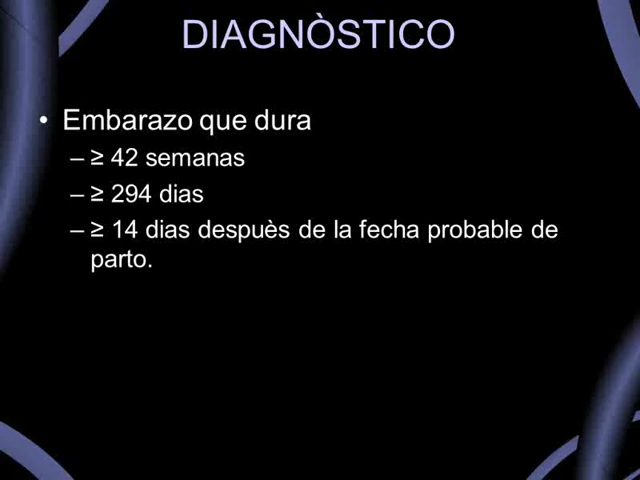 DIAGNÒSTICO
• Embarazo que dura
– ≥ 42 semanas
– ≥ 294 dias
– ≥ 14 dias despuès de la fecha probable de
parto.